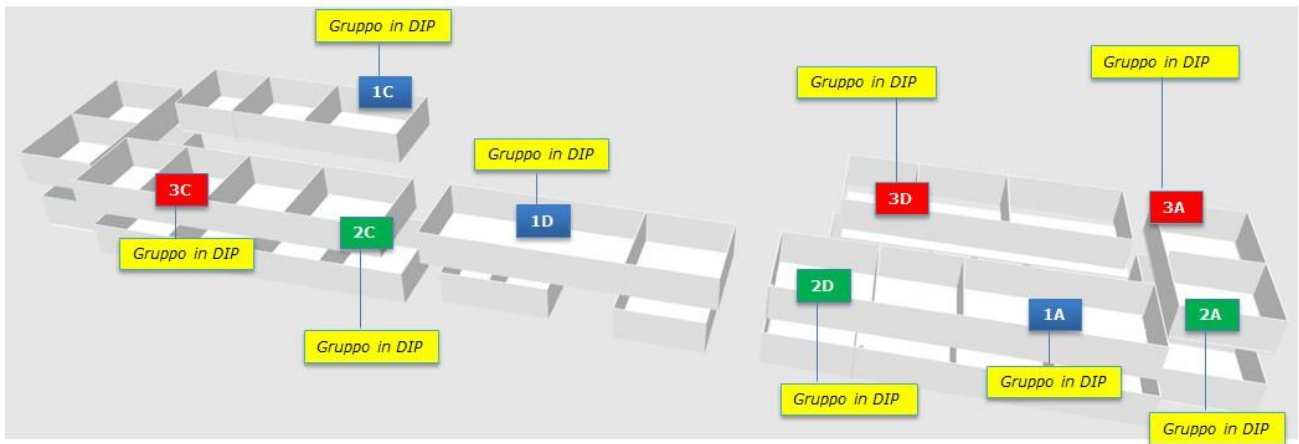 Gruppo in DIP
1C
Gruppo in DIP
3D
Gruppo in DIP
3A
Gruppo in DIP
1D
3C
Gruppo in DIP
2C
Gruppo in DIP
2D
Gruppo in DIP
1A
Gruppo in DIP
2A
Gruppo in DIP